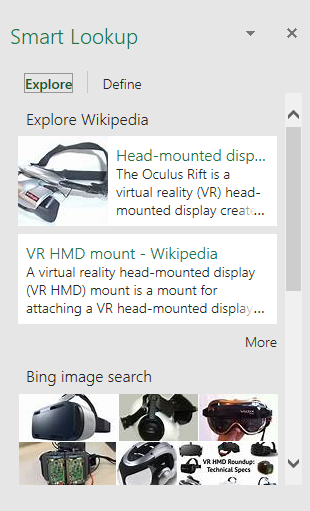 Smart Lookup
Explore
Define
Explore Wikipedia
Head-mounted disp...
The Oculus Rift is a
virtual reality (VR) head-
mounted display create...
VR HMD mount - Wikipedia
A virtual reality head-mounted display
(VR HMD) mount is a mount for
attaching a VR head-mounted display...
More
Bing image search
VR HMD Roundup:
Technical Specs